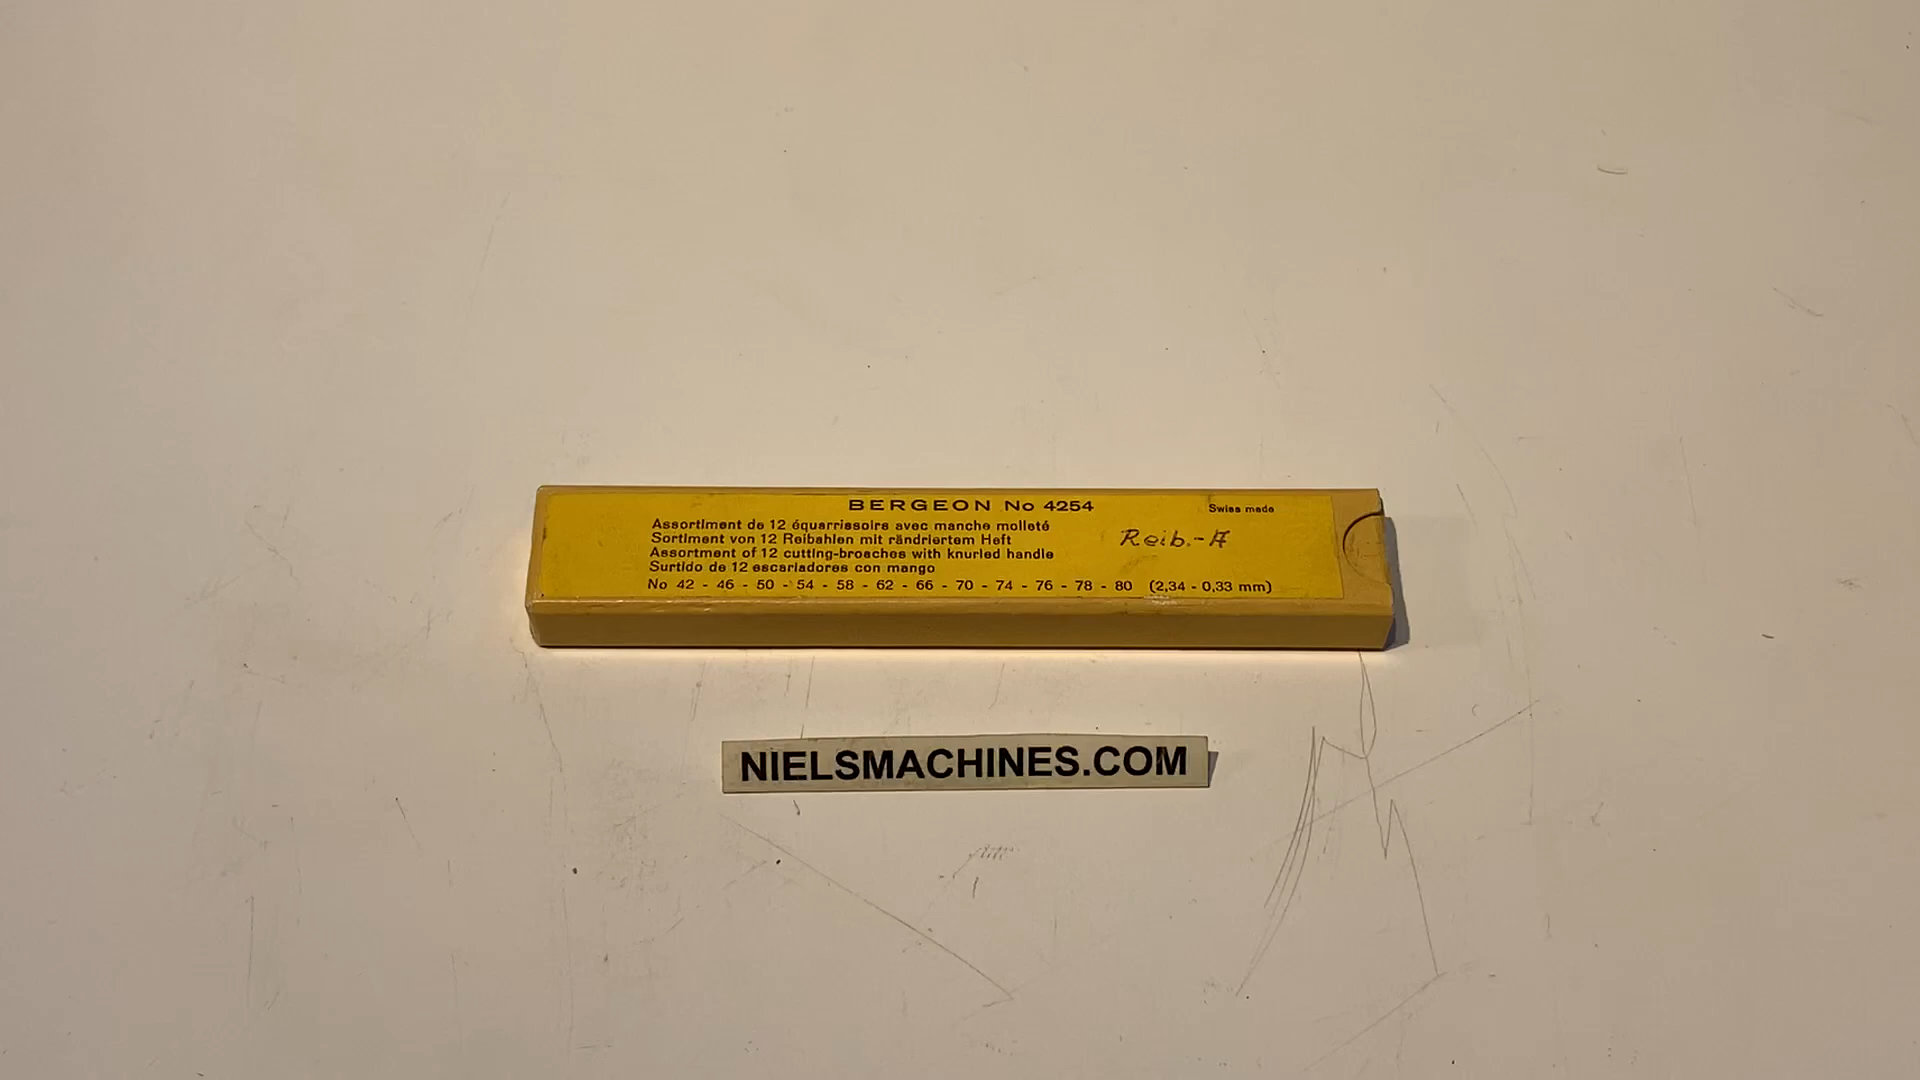 BERGEON No 4254
Swiss made
Assortiment de 12 équarrissoirs avec manche molleté
Sortiment von 12 Reibahlen mit rändriertem Heft
Assortment of 12 cutting-broaches with knurled handle
Surtido de 12 escariadores con mango
Reib.-A
No 42 - 46 - 50 - 54 - 58 - 62 - 66 - 70 - 74 - 76 - 78 - 80 (2,34 - 0,33 mm)
NIELSMACHINES.COM